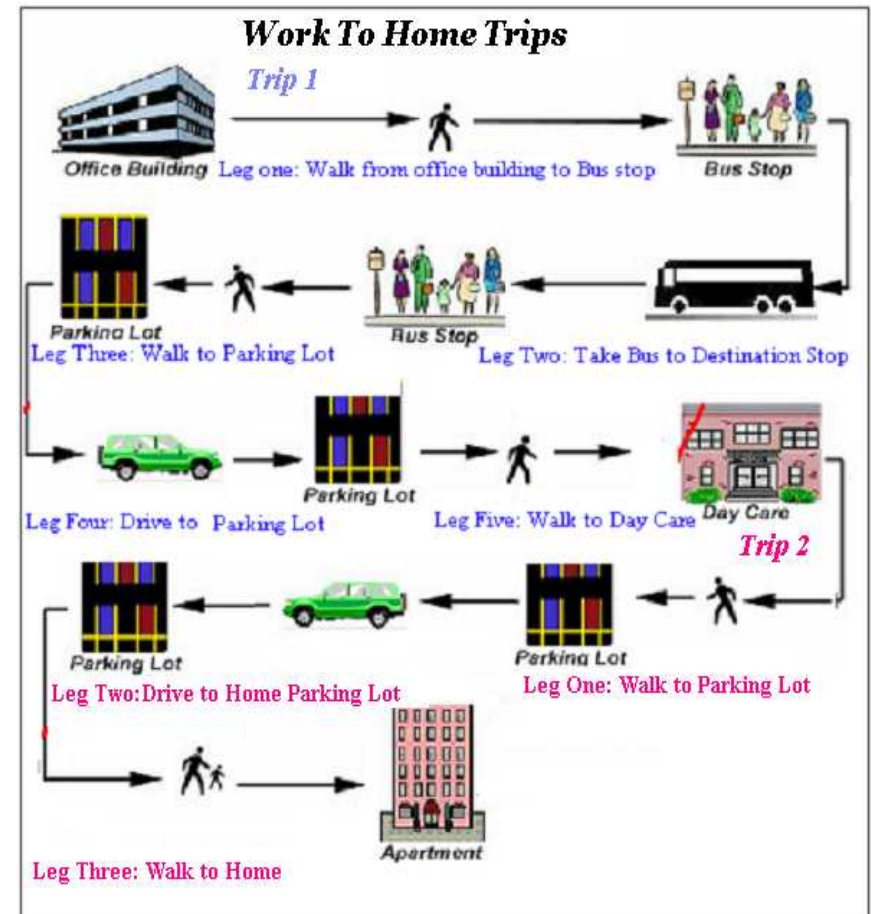 Work To Home Trips
Trip 1
Office Building
Leg one: Walk from office building to Bus stop
Bus Stop
Parking Lot
Leg Three: Walk to Parking Lot
Bus Stop
Leg Two: Take Bus to Destination Stop
Parking Lot
Leg Four: Drive to Parking Lot
Leg Five: Walk to Day Care
Day Care
Trip 2
Parking Lot
Leg Two:Drive to Home Parking Lot
Parking Lot
Leg One: Walk to Parking Lot
Apartment
Leg Three: Walk to Home